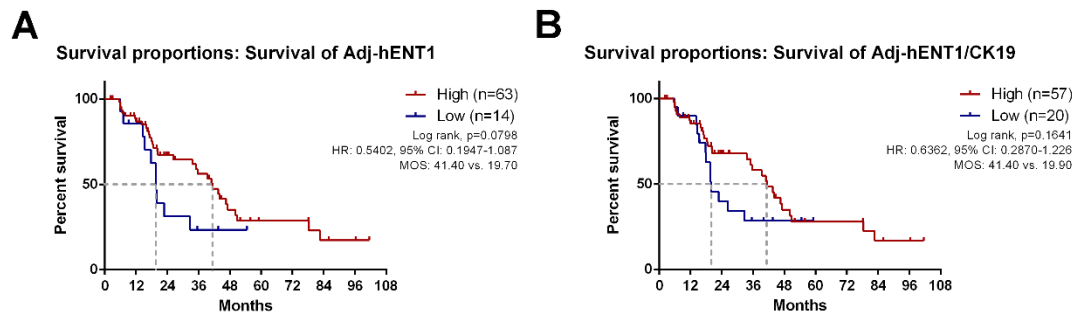 A
Survival proportions: Survival of Adj-hENT1
High (n=63)
Low (n=14)
Log rank, p=0.0798
HR: 0.5402, 95% CI: 0.1947-1.087
MOS: 41.40 vs. 19.70
Percent survival
100
50
0
0 12 24 36 48 60 72 84 96 108
Months
B
Survival proportions: Survival of Adj-hENT1/CK19
High (n=57)
Low (n=20)
Log rank, p=0.1641
HR: 0.6362, 95% CI: 0.2870-1.226
MOS: 41.40 vs. 19.90
Percent survival
100
50
0
0 12 24 36 48 60 72 84 96 108
Months